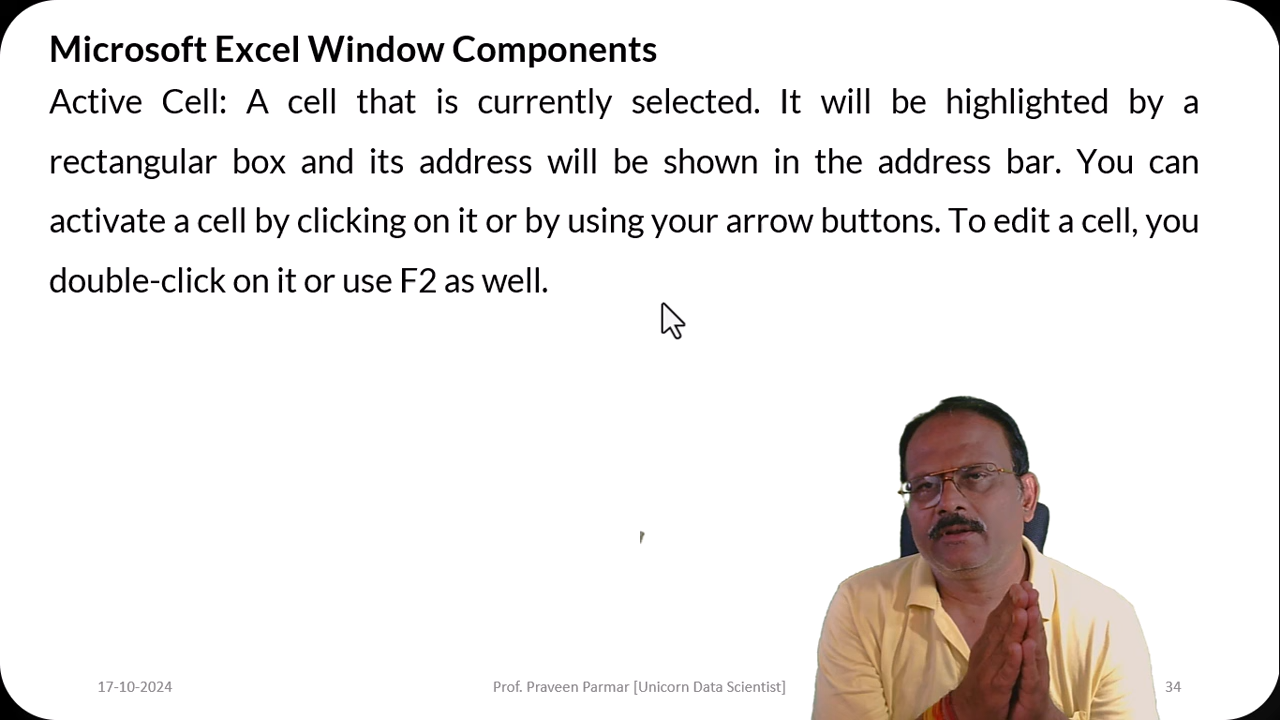 Microsoft Excel Window Components
Active Cell: A cell that is currently selected. It will be highlighted by a
rectangular box and its address will be shown in the address bar. You can
activate a cell by clicking on it or by using your arrow buttons. To edit a cell, you
double-click on it or use F2 as well.
17-10-2024
Prof. Praveen Parmar [Unicorn Data Scientist]
34